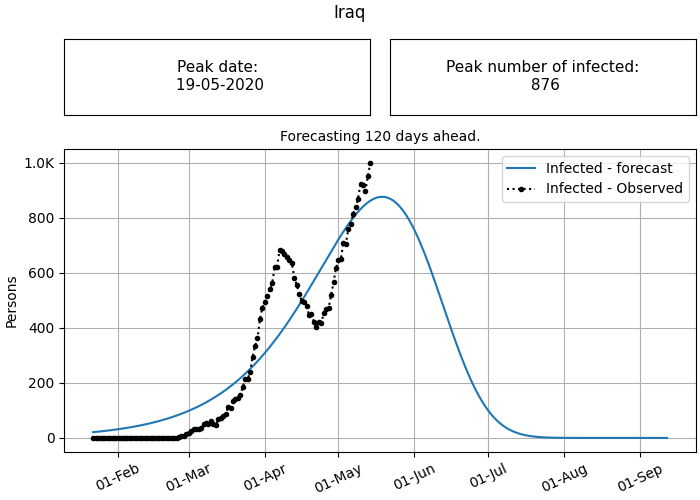 Iraq
Peak date:
19-05-2020
Peak number of infected:
876
Forecasting 120 days ahead.
Infected - forecast
Infected - Observed
Persons
1.0K
800
600
400
200
0
01-Feb
01-Mar
01-Apr
01-May
01-Jun
01-Jul
01-Aug
01-Sep